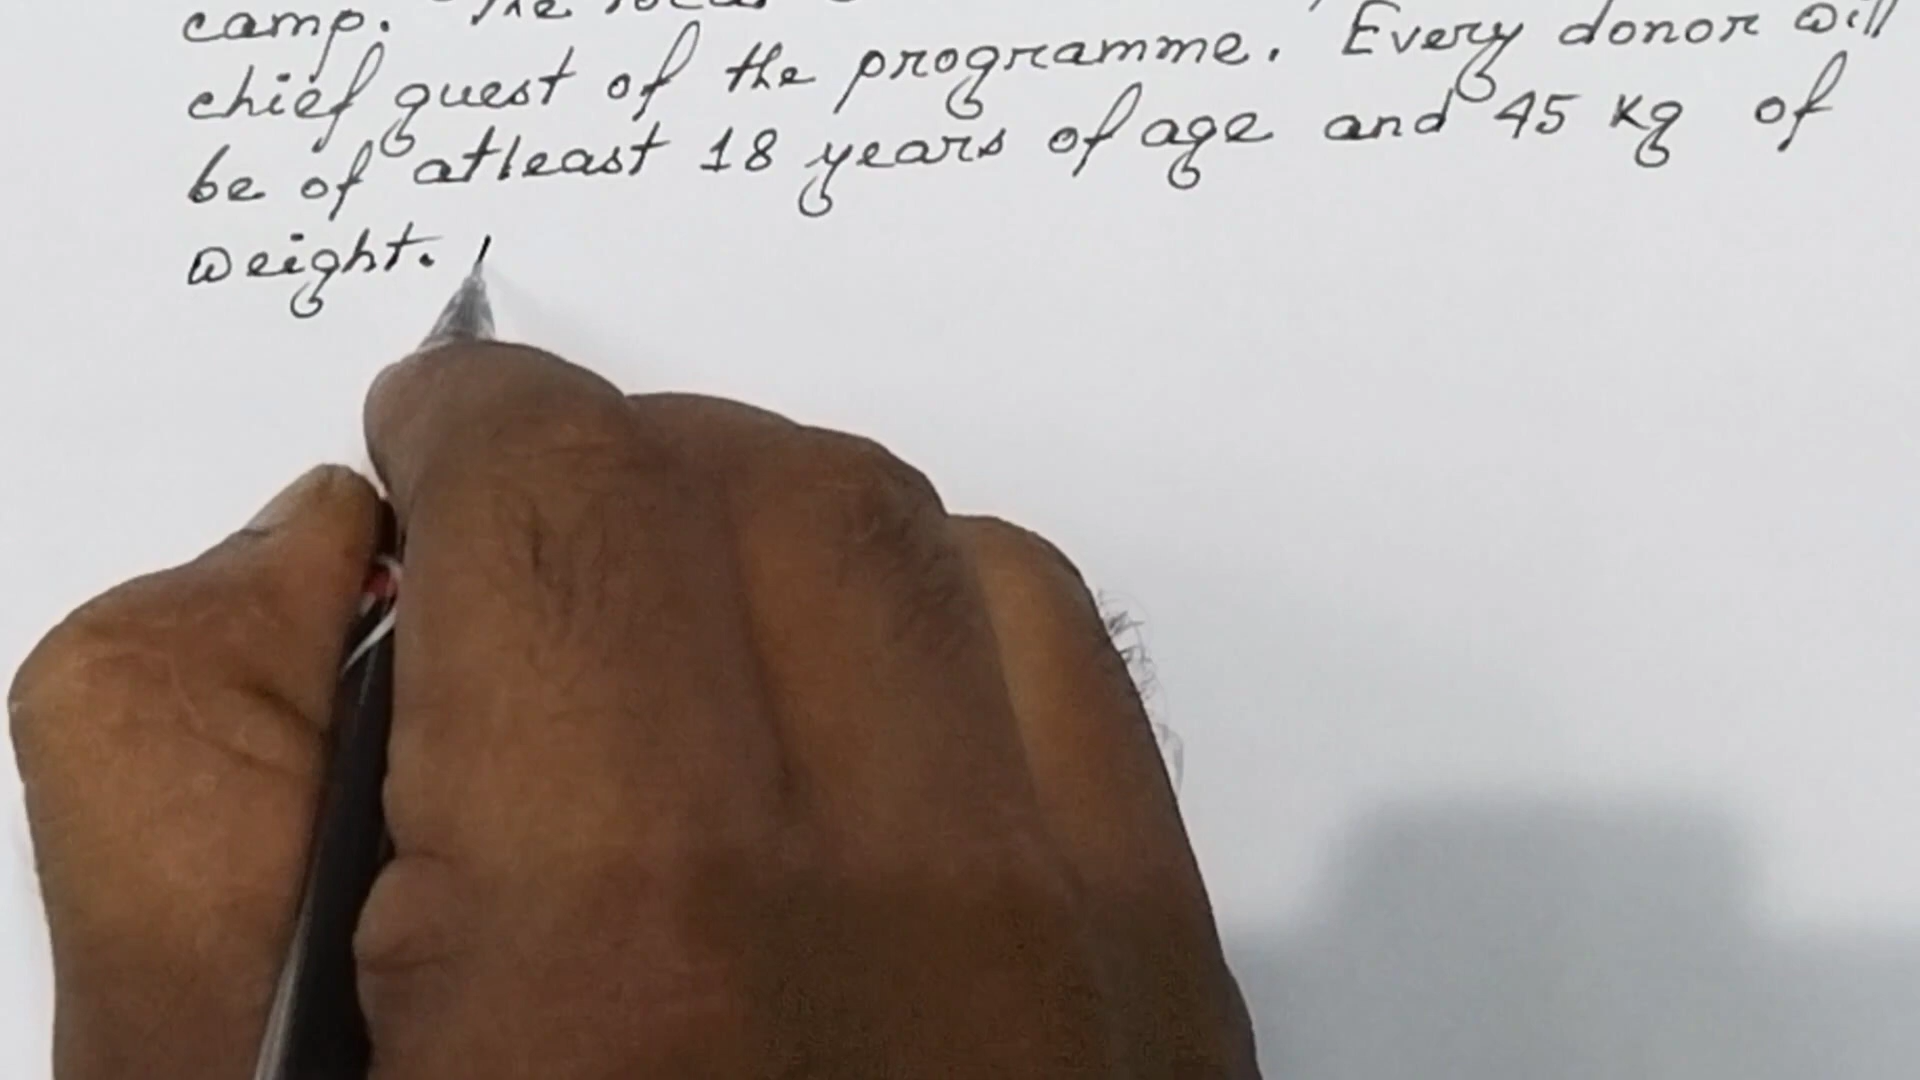 camp. The
chief guest of the programme. Every donor will
be of atleast 18 years of age and 45 kg of
weight.